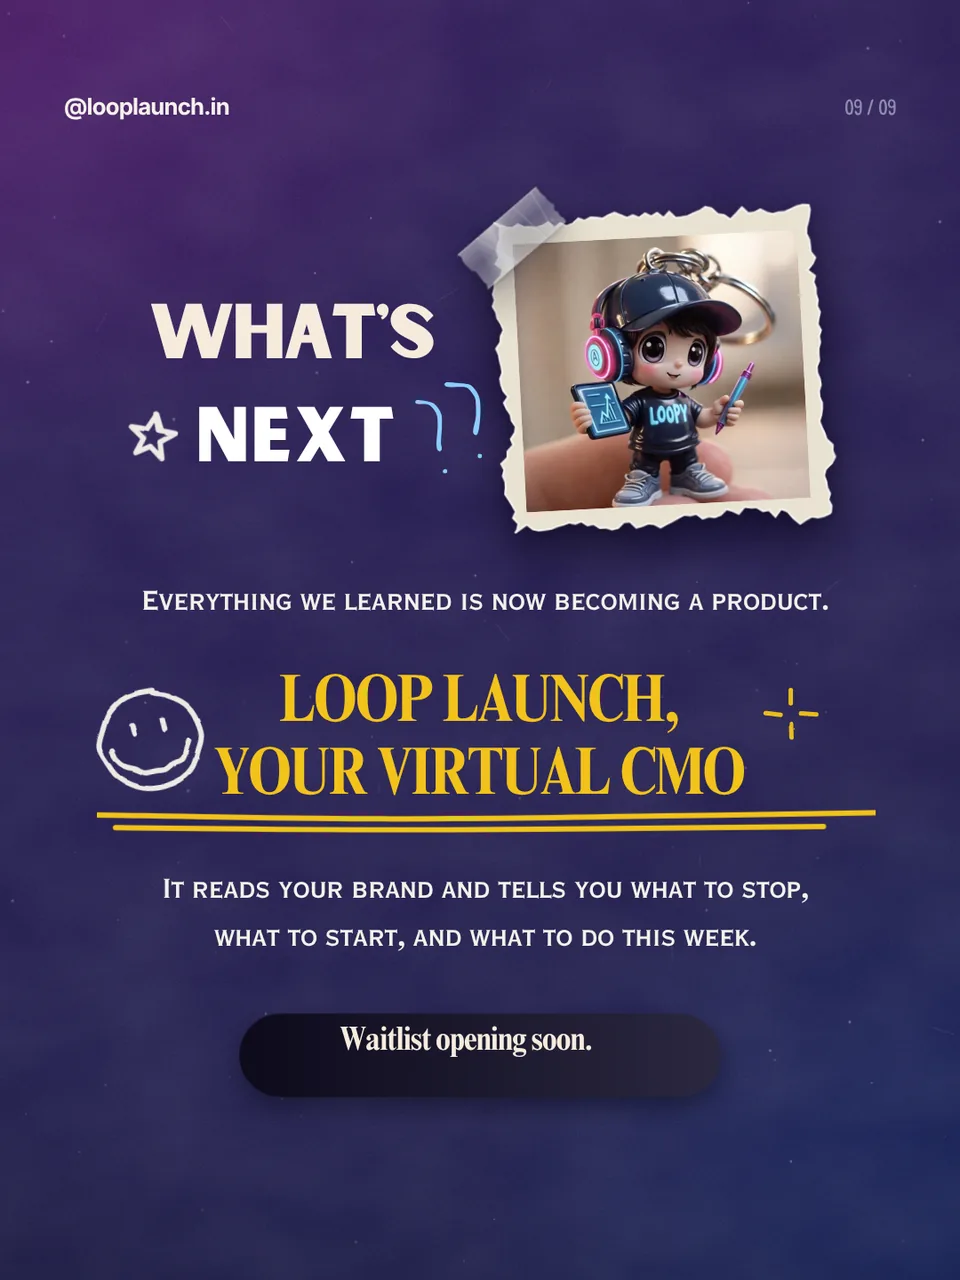 @looplaunch.in
09 / 09
WHAT'S
NEXT ??
LOOPY
EVERYTHING WE LEARNED IS NOW BECOMING A PRODUCT.
LOOP LAUNCH,
YOUR VIRTUAL CMO
IT READS YOUR BRAND AND TELLS YOU WHAT TO STOP,
WHAT TO START, AND WHAT TO DO THIS WEEK.
Waitlist opening soon.